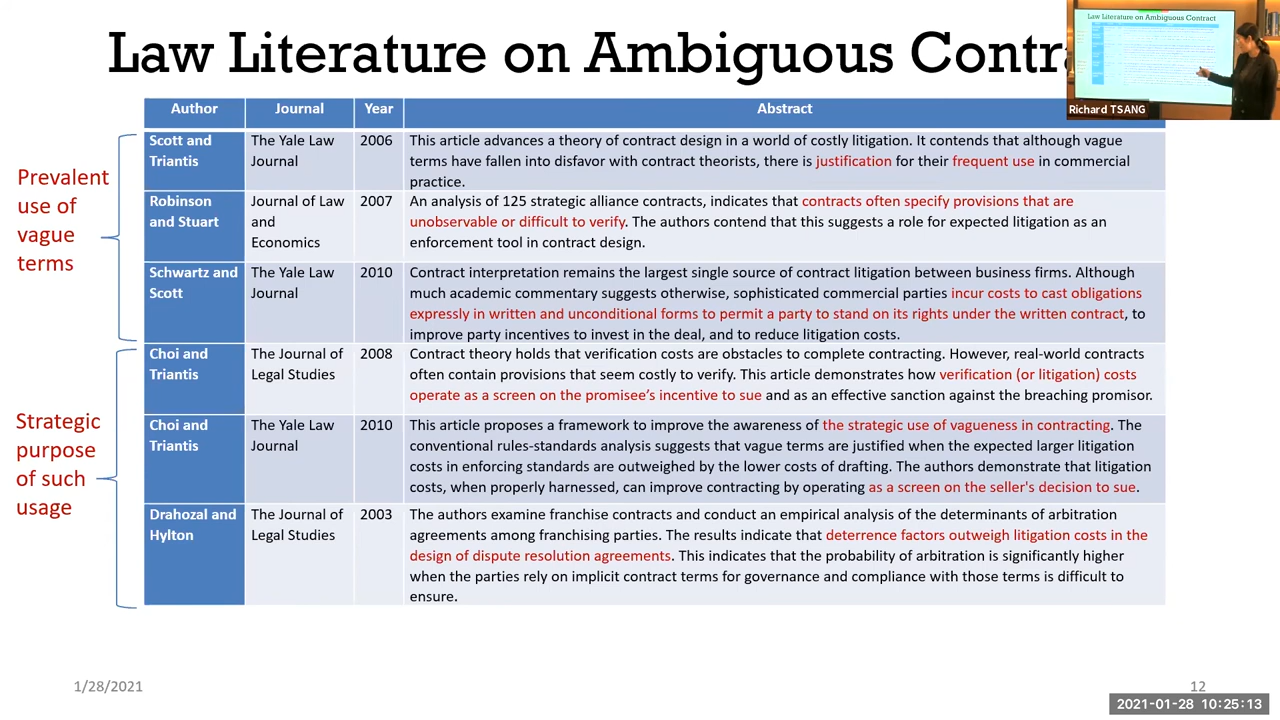 Law Literature on Ambiguous Contra
Law Literature on Ambiguous Contract
Richard TSANG
Author Journal Year Abstract
Prevalent
use of
vague
terms
Scott and
Triantis
The Yale Law
Journal
2006
This article advances a theory of contract design in a world of costly litigation. It contends that although vague
terms have fallen into disfavor with contract theorists, there is justification for their frequent use in commercial
practice.
Robinson
and Stuart
Journal of Law
and
Economics
2007
An analysis of 125 strategic alliance contracts, indicates that contracts often specify provisions that are
unobservable or difficult to verify. The authors contend that this suggests a role for expected litigation as an
enforcement tool in contract design.
Schwartz and
Scott
The Yale Law
Journal
2010
Contract interpretation remains the largest single source of contract litigation between business firms. Although
much academic commentary suggests otherwise, sophisticated commercial parties incur costs to cast obligations
expressly in written and unconditional forms to permit a party to stand on its rights under the written contract, to
improve party incentives to invest in the deal, and to reduce litigation costs.
Strategic
purpose
of such
usage
Choi and
Triantis
The Journal of
Legal Studies
2008
Contract theory holds that verification costs are obstacles to complete contracting. However, real-world contracts
often contain provisions that seem costly to verify. This article demonstrates how verification (or litigation) costs
operate as a screen on the promisee's incentive to sue and as an effective sanction against the breaching promisor.
Choi and
Triantis
The Yale Law
Journal
2010
This article proposes a framework to improve the awareness of the strategic use of vagueness in contracting. The
conventional rules-standards analysis suggests that vague terms are justified when the expected larger litigation
costs in enforcing standards are outweighed by the lower costs of drafting. The authors demonstrate that litigation
costs, when properly harnessed, can improve contracting by operating as a screen on the seller's decision to sue.
Drahozal and
Hylton
The Journal of
Legal Studies
2003
The authors examine franchise contracts and conduct an empirical analysis of the determinants of arbitration
agreements among franchising parties. The results indicate that deterrence factors outweigh litigation costs in the
design of dispute resolution agreements. This indicates that the probability of arbitration is significantly higher
when the parties rely on implicit contract terms for governance and compliance with those terms is difficult to
ensure.
1/28/2021
12
2021-01-28 10:25:13